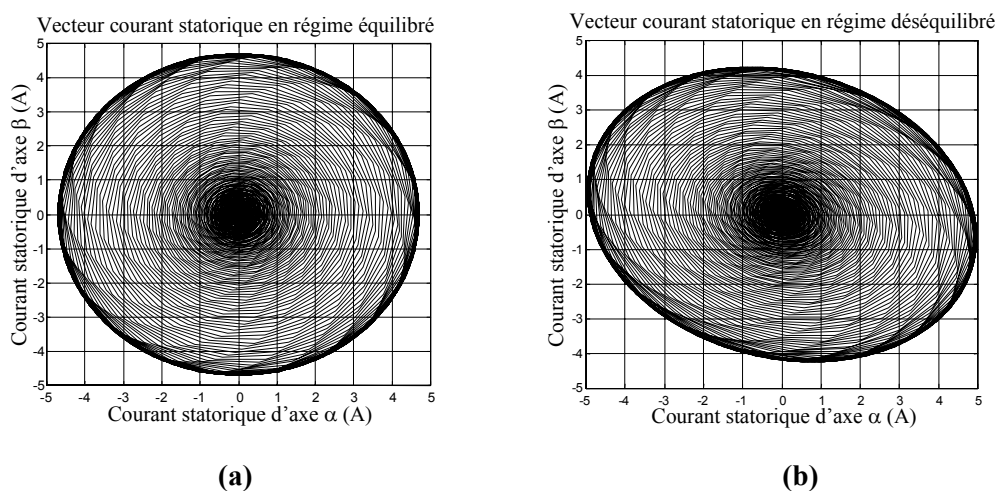 Vecteur courant statorique en régime équilibré
Courant statorique d'axe β (A)
5
4
3
2
1
0
-1
-2
-3
-4
-5
-5 -4 -3 -2 -1 0 1 2 3 4 5
Courant statorique d'axe α (A)
(a)
Vecteur courant statorique en régime déséquilibré
Courant statorique d'axe β (A)
5
4
3
2
1
0
-1
-2
-3
-4
-5
-5 -4 -3 -2 -1 0 1 2 3 4 5
Courant statorique d'axe α (A)
(b)